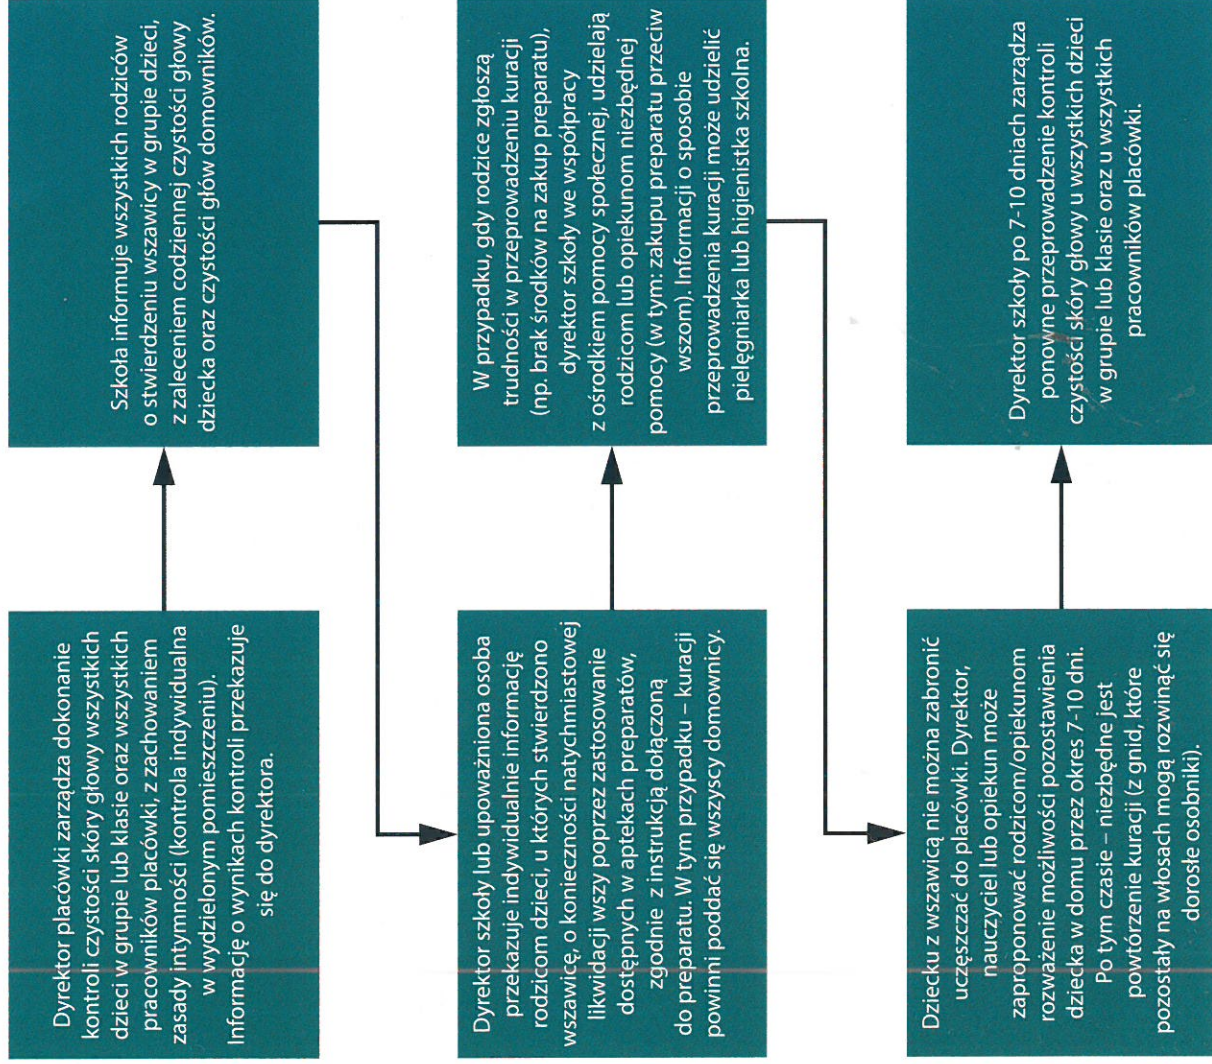 Dyrektor placówki zarządza dokonanie
kontroli czystości skóry głowy wszystkich
dzieci w grupie lub klasie oraz wszystkich
pracowników placówki, z zachowaniem
zasady intymności (kontrola indywidualna
w wydzielonym pomieszczeniu).
Informację o wynikach kontroli przekazuje
się do dyrektora.
Szkoła informuje wszystkich rodziców
o stwierdzeniu wszawicy w grupie dzieci,
z zaleceniem codziennej czystości głowy
dziecka oraz czystości głów domowników.
Dyrektor szkoły lub upoważniona osoba
przekazuje indywidualnie informację
rodzicom dzieci, u których stwierdzono
wszawicę, o konieczności natychmiastowej
likwidacji wszy poprzez zastosowanie
dostępnych w aptekach preparatów,
zgodnie z instrukcją dołączoną
do preparatu. W tym przypadku – kuracji
powinni poddać się wszyscy domownicy.
W przypadku, gdy rodzice zgłoszą
trudności w przeprowadzeniu kuracji
(np. brak środków na zakup preparatu),
dyrektor szkoły we współpracy
z ośrodkiem pomocy społecznej, udzielają
rodzicom lub opiekunom niezbędnej
pomocy (w tym: zakupu preparatu przeciw
wszom). Informacji o sposobie
przeprowadzenia kuracji może udzielić
pielęgniarka lub higienistka szkolna.
Dziecku z wszawicą nie można zabronić
uczęszczać do placówki. Dyrektor,
nauczyciel lub opiekun może
zaproponować rodzicom/opiekunom
rozważenie możliwości pozostawienia
dziecka w domu przez okres 7-10 dni.
Po tym czasie – niezbędne jest
powtórzenie kuracji (z gnid, które
pozostały na włosach mogą rozwinąć się
dorosłe osobniki).
Dyrektor szkoły po 7-10 dniach zarządza
ponowne przeprowadzenie kontroli
czystości skóry głowy u wszystkich dzieci
w grupie lub klasie oraz u wszystkich
pracowników placówki.